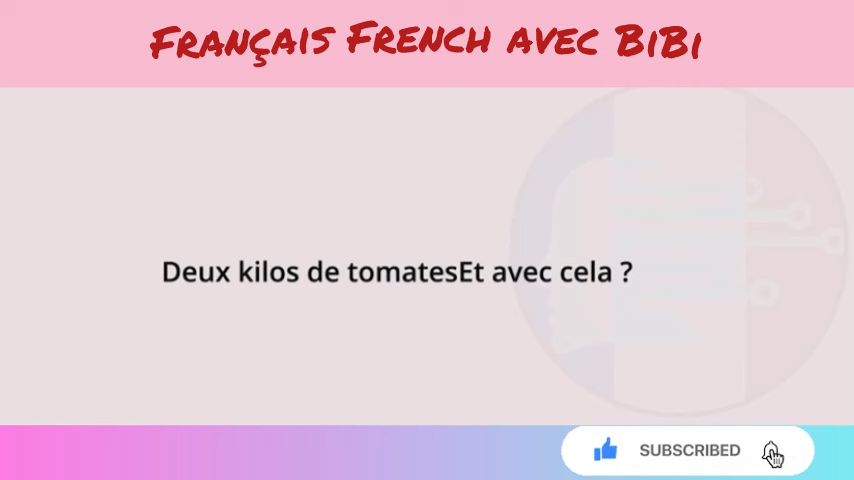 Français French avec BiBi
Deux kilos de tomatesEt avec cela ?
SUBSCRIBED